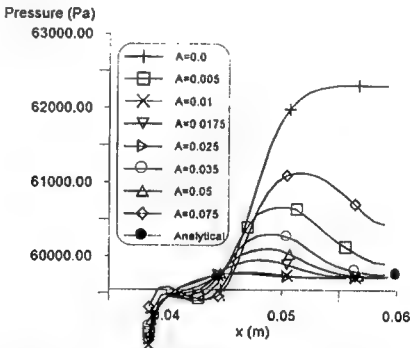 Pressure (Pa)
63000.00
62000.00
61000.00
60000.00
A=0.0
A=0.005
A=0.01
A=0.0175
A=0.025
A=0.035
A=0.05
A=0.075
Analytical
0.04
0.05
0.06
x (m)